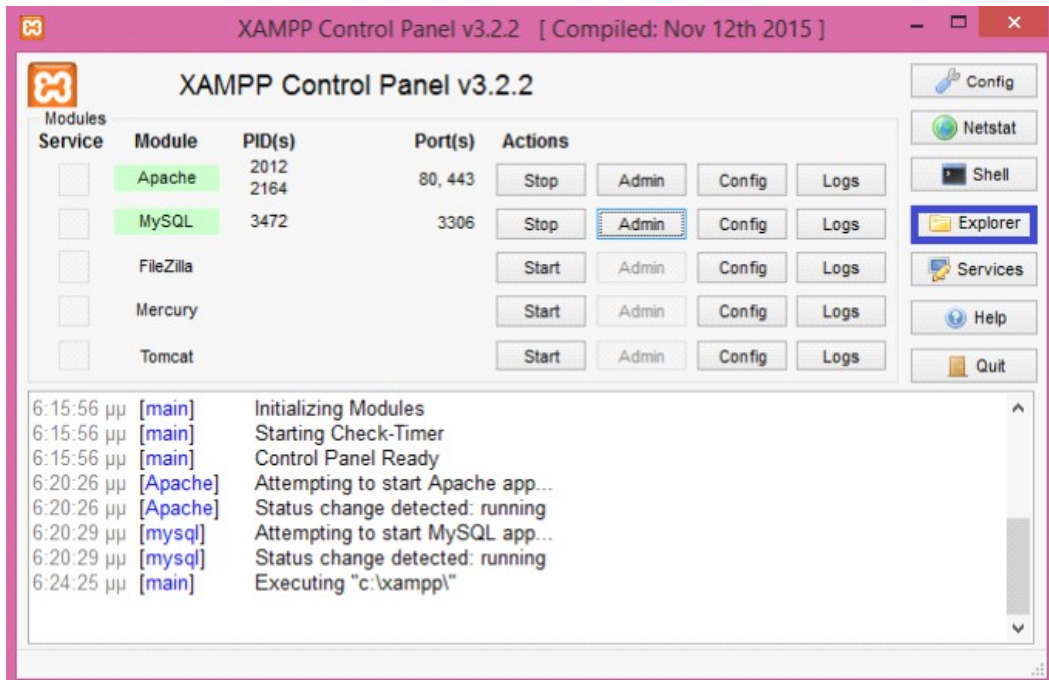 XAMPP Control Panel v3.2.2 [ Compiled: Nov 12th 2015 ]
XAMPP Control Panel v3.2.2
Config
Netstat
Shell
Explorer
Services
Help
Quit
Modules
Service Module PID(s) Port(s) Actions
Apache 2012 2164 80, 443 Stop Admin Config Logs
MySQL 3472 3306 Stop Admin Config Logs
FileZilla Start Admin Config Logs
Mercury Start Admin Config Logs
Tomcat Start Admin Config Logs
6:15:56 μμ [main] Initializing Modules
6:15:56 μμ [main] Starting Check-Timer
6:15:56 μμ [main] Control Panel Ready
6:20:26 μμ [Apache] Attempting to start Apache app...
6:20:26 μμ [Apache] Status change detected: running
6:20:29 μμ [mysql] Attempting to start MySQL app...
6:20:29 μμ [mysql] Status change detected: running
6:24:25 μμ [main] Executing "c:\xampp\"